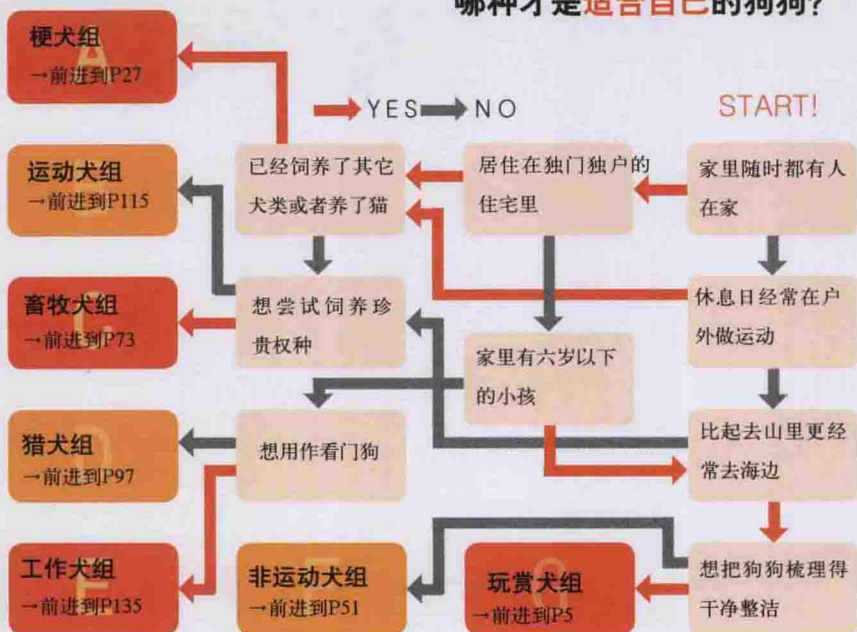 哪种才是适合自己的狗狗?
梗犬组
→前进到P27
YES
NO
START!
运动犬组
→前进到P115
已经饲养了其它
犬类或者养了猫
居住在独门独户的
住宅里
家里随时都有人
在家
畜牧犬组
→前进到P73
想尝试饲养珍
贵权种
休息日经常在户
外做运动
家里有六岁以下
的小孩
猎犬组
→前进到P97
想用作看门狗
比起去山里更经
常去海边
工作犬组
→前进到P135
非运动犬组
→前进到P51
玩赏犬组
→前进到P5
想把狗狗梳理得
干净整洁